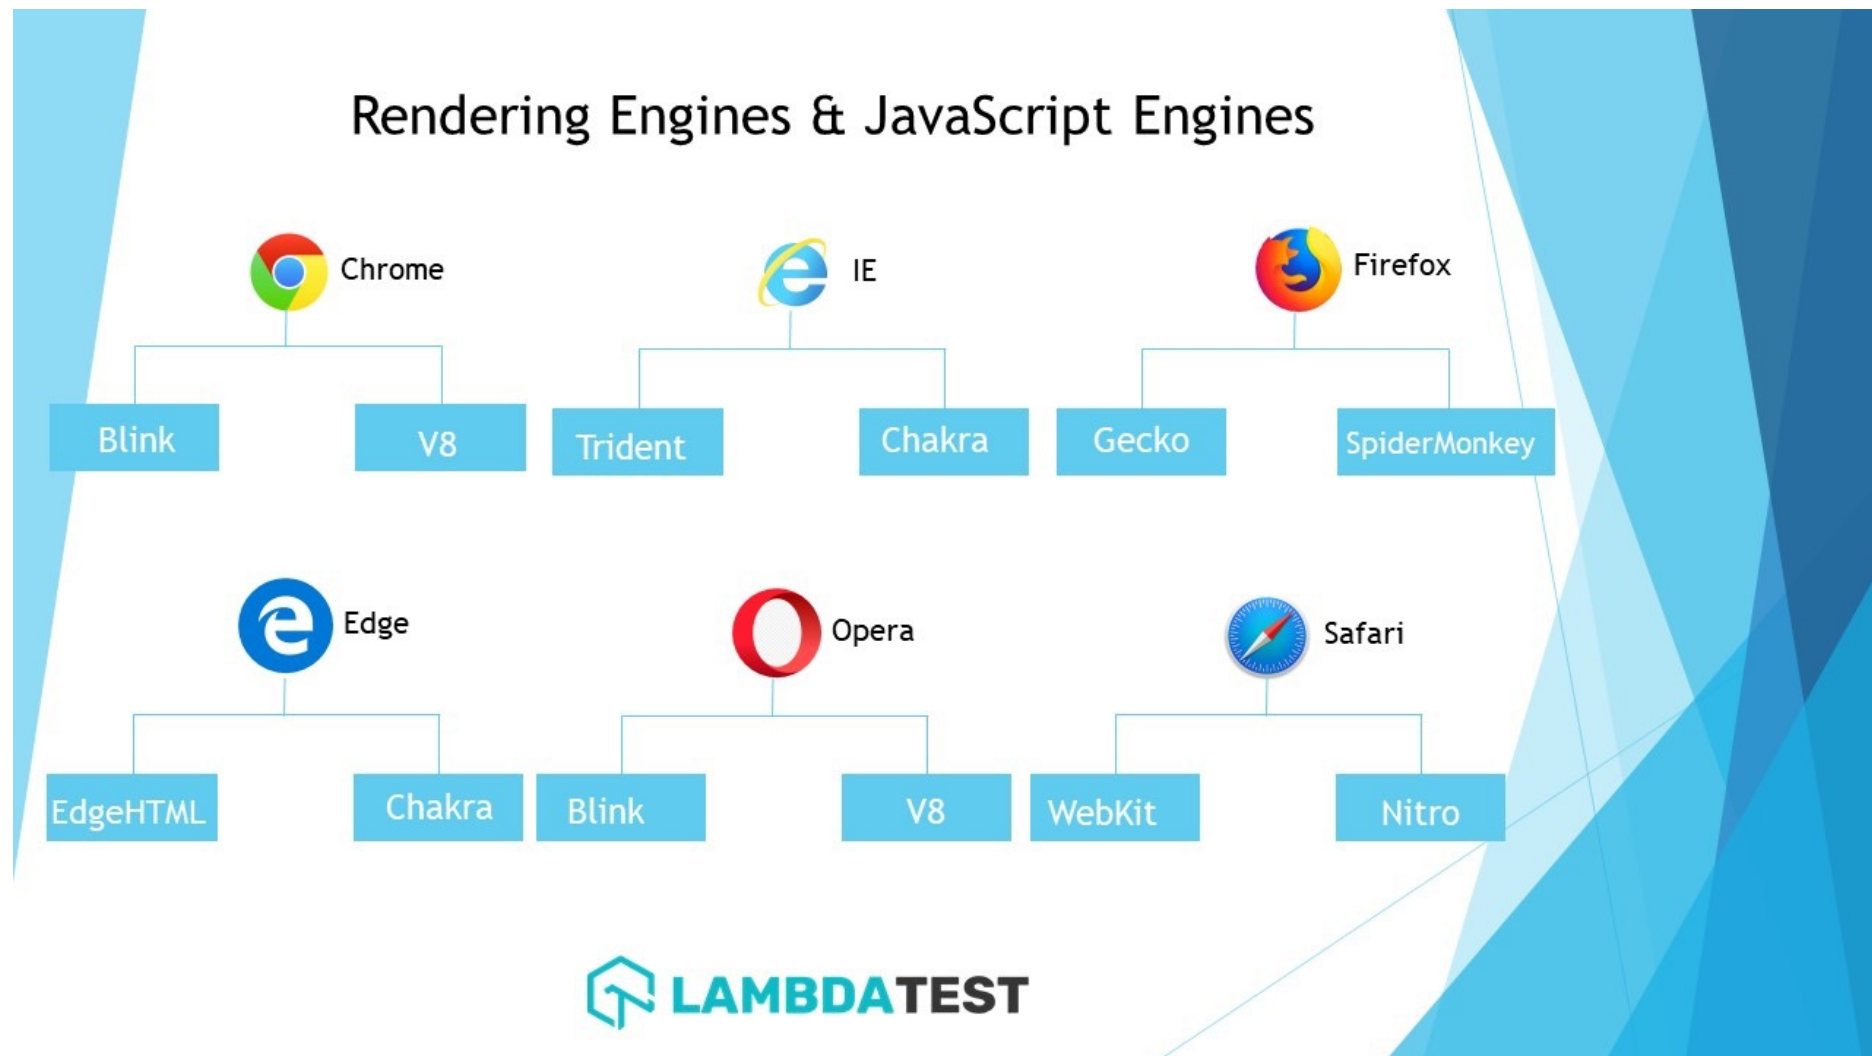 Rendering Engines & JavaScript Engines
Chrome
IE
Firefox
Blink
V8
Trident
Chakra
Gecko
SpiderMonkey
Edge
Opera
Safari
EdgeHTML
Chakra
Blink
V8
WebKit
Nitro
LAMBDATEST